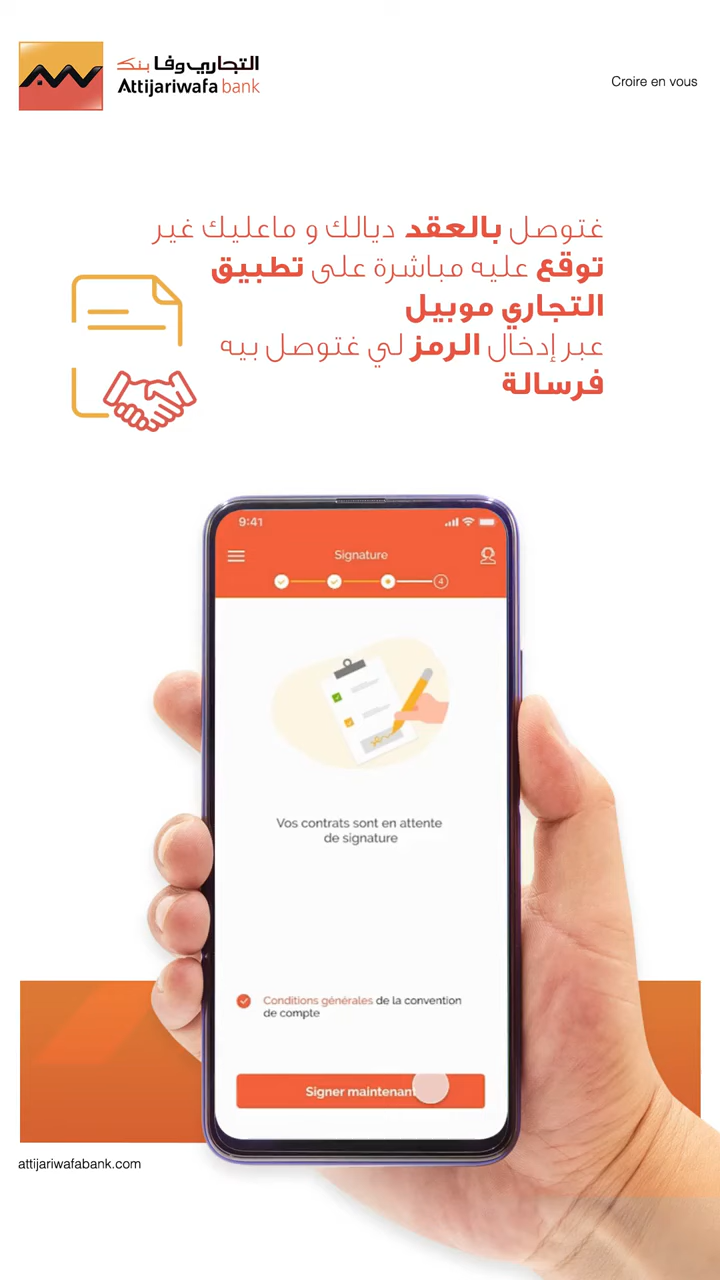 التجاري وفا بنك
Attijariwafa bank
Croire en vous
غتوصل بالعقد ديالك و ماعليك غير
توقع عليه مباشرة على تطبيق
التجاري موبيل
عبر إدخال الرمز لي غتوصل بيه
فرسالة
9:41
Signature
4
Vos contrats sont en attente
de signature
Conditions générales de la convention
de compte
Signer maintenant
attijariwafabank.com